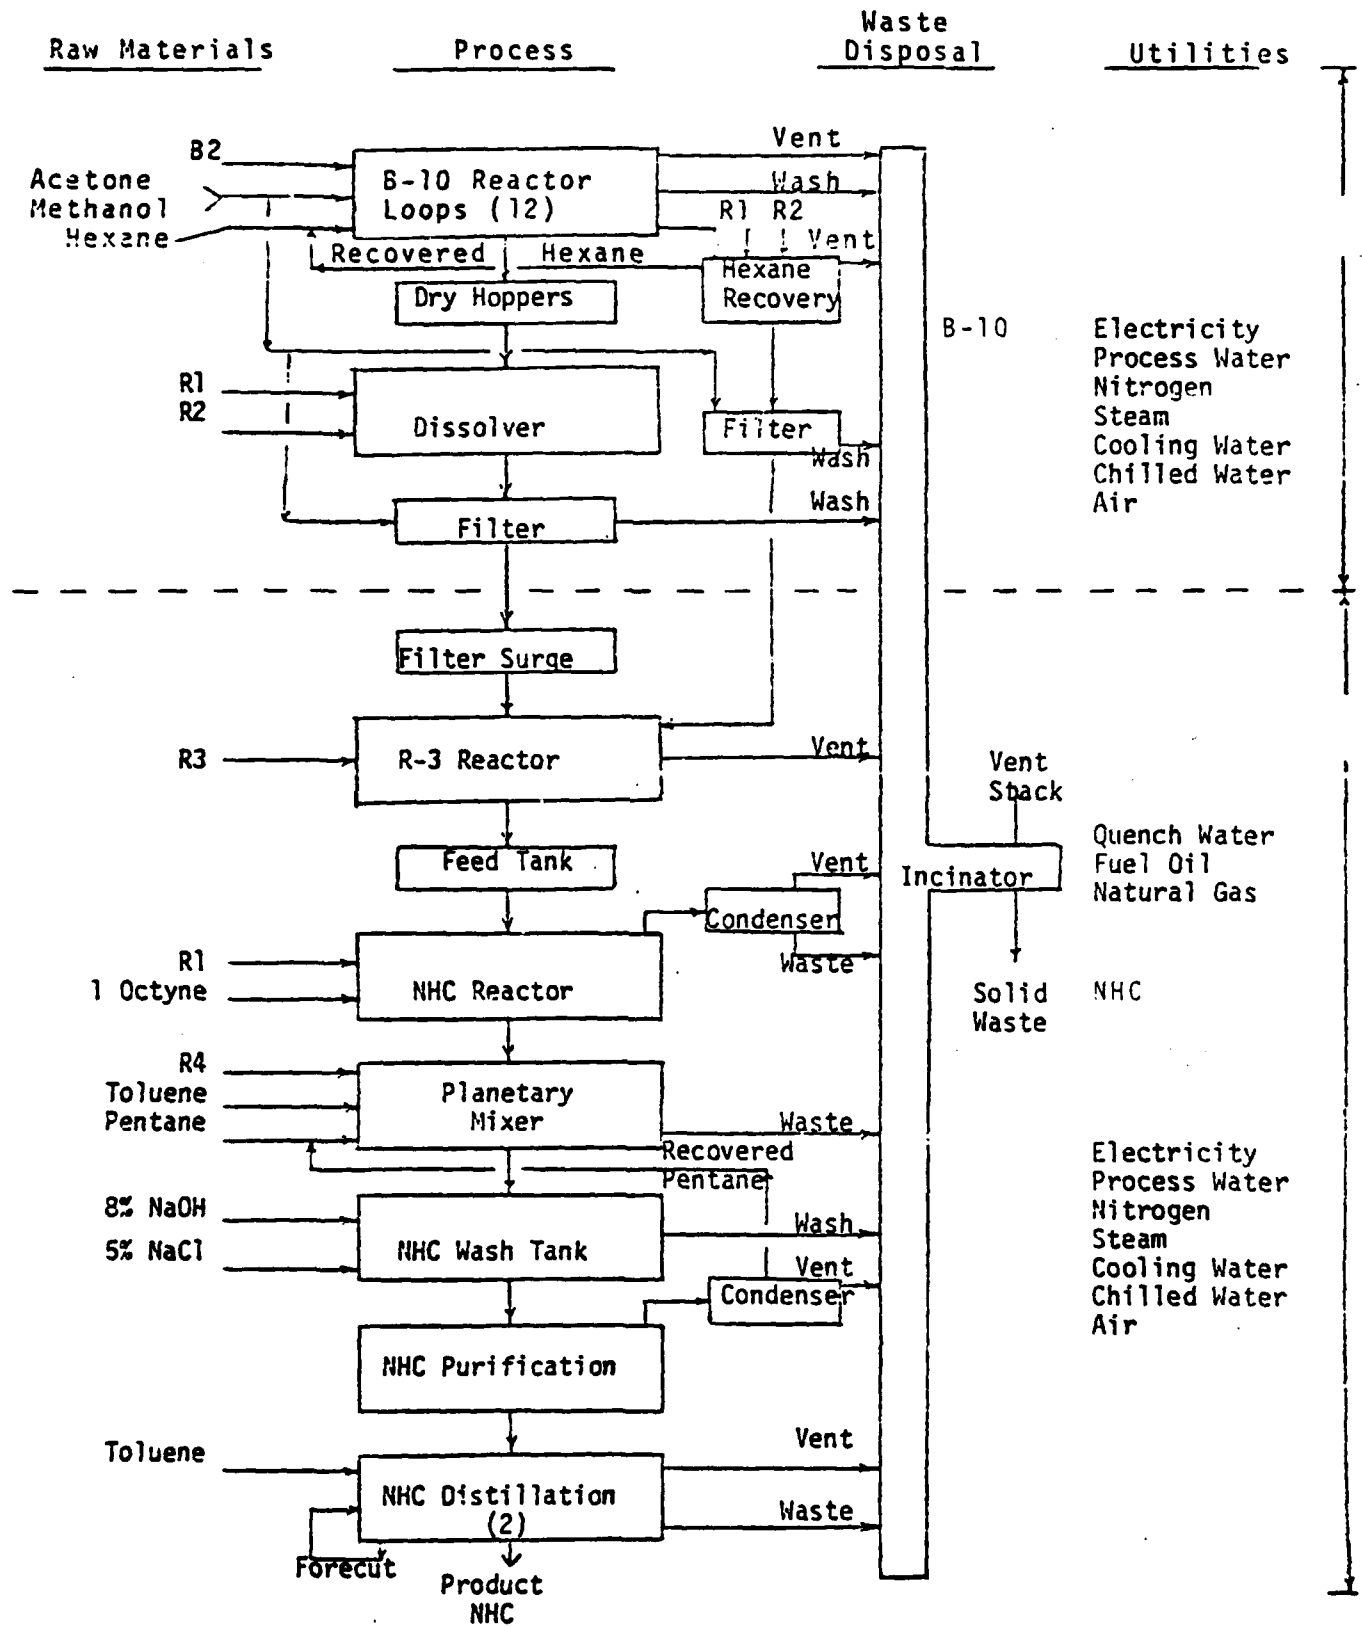 Raw Materials
Process
Waste
Disposal
Utilities
B2
Acetone
Methanol
Hexane
B-10 Reactor
Loops (12)
Vent
Wash
R1 R2
Vent
Recovered Hexane
Hexane
Recovery
Dry Hoppers
B-10
Electricity
Process Water
Nitrogen
Steam
Cooling Water
Chilled Water
Air
R1
R2
Dissolver
Filter
Wash
Filter
Wash
Filter Surge
R3
R-3 Reactor
Vent
Vent
Stack
Feed Tank
Vent
Condenser
Waste
Incinator
Quench Water
Fuel Oil
Natural Gas
R1
1 Octyne
NHC Reactor
Solid
Waste
NHC
R4
Toluene
Pentane
Planetary
Mixer
Waste
Recovered
Pentane
Electricity
Process Water
Nitrogen
Steam
Cooling Water
Chilled Water
Air
8% NaOH
5% NaCl
NHC Wash Tank
Wash
Vent
Condenser
NHC Purification
Toluene
NHC Distillation
(2)
Vent
Waste
Forecut
Product
NHC